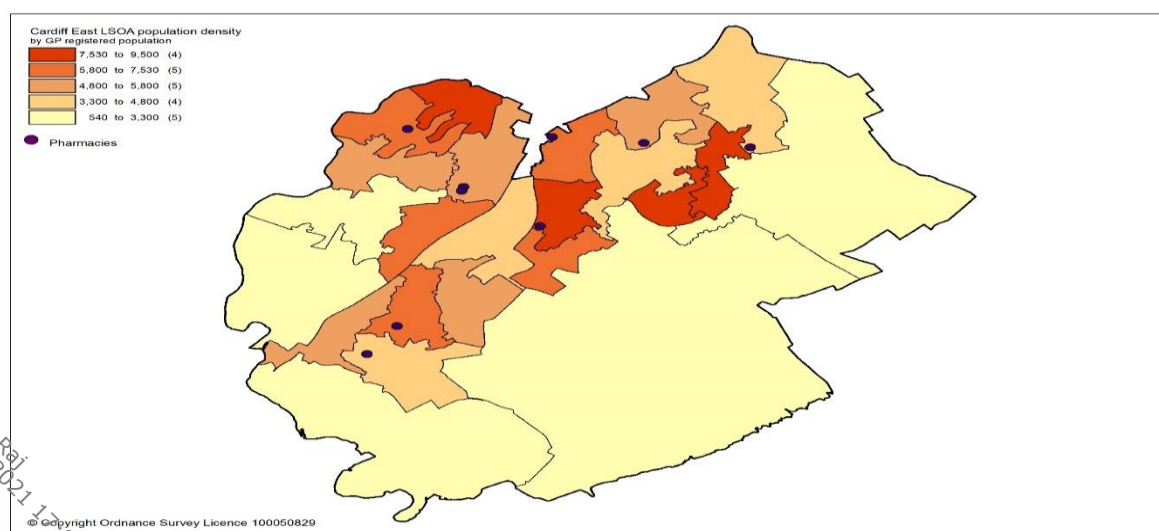 Cardiff East LSOA population density
by GP registered population
7,530 to 9,500 (4)
5,800 to 7,530 (5)
4,800 to 5,800 (5)
3,300 to 4,800 (4)
540 to 3,300 (5)
Pharmacies
Raj
© Copyright Ordnance Survey Licence 100050829